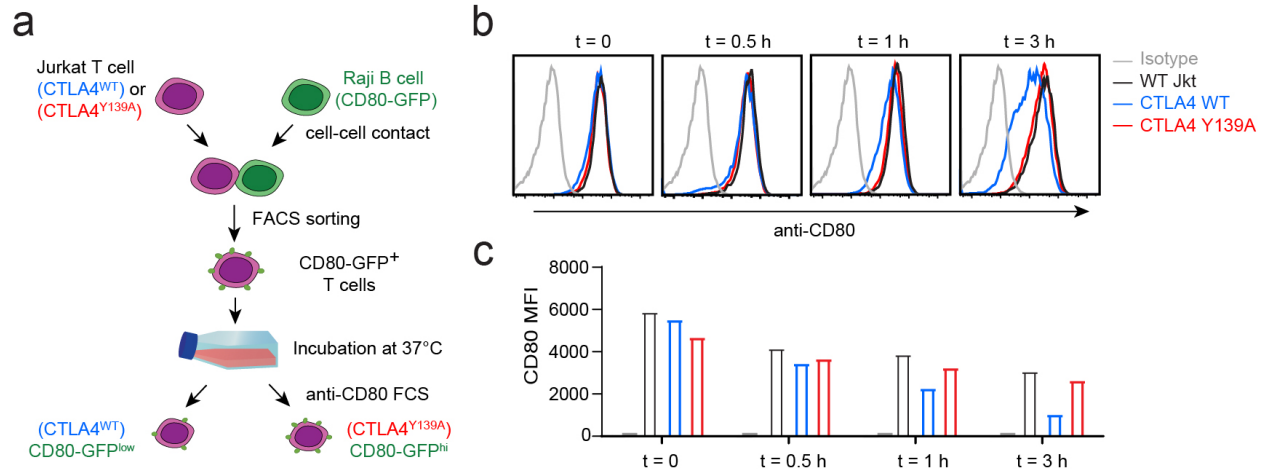 a
Jurkat T cell
(CTLA4ᵂᵀ) or
(CTLA4ʸ¹³⁹ᴬ)
Raji B cell
(CD80-GFP)
cell-cell contact
FACS sorting
CD80-GFP⁺
T cells
Incubation at 37°C
anti-CD80 FCS
(CTLA4ᵂᵀ)
CD80-GFPˡᵒʷ
(CTLA4ʸ¹³⁹ᴬ)
CD80-GFPʰⁱ
b
t = 0
t = 0.5 h
t = 1 h
t = 3 h
anti-CD80
Isotype
WT Jkt
CTLA4 WT
CTLA4 Y139A
c
CD80 MFI
8000
6000
4000
2000
0
t = 0
t = 0.5 h
t = 1 h
t = 3 h